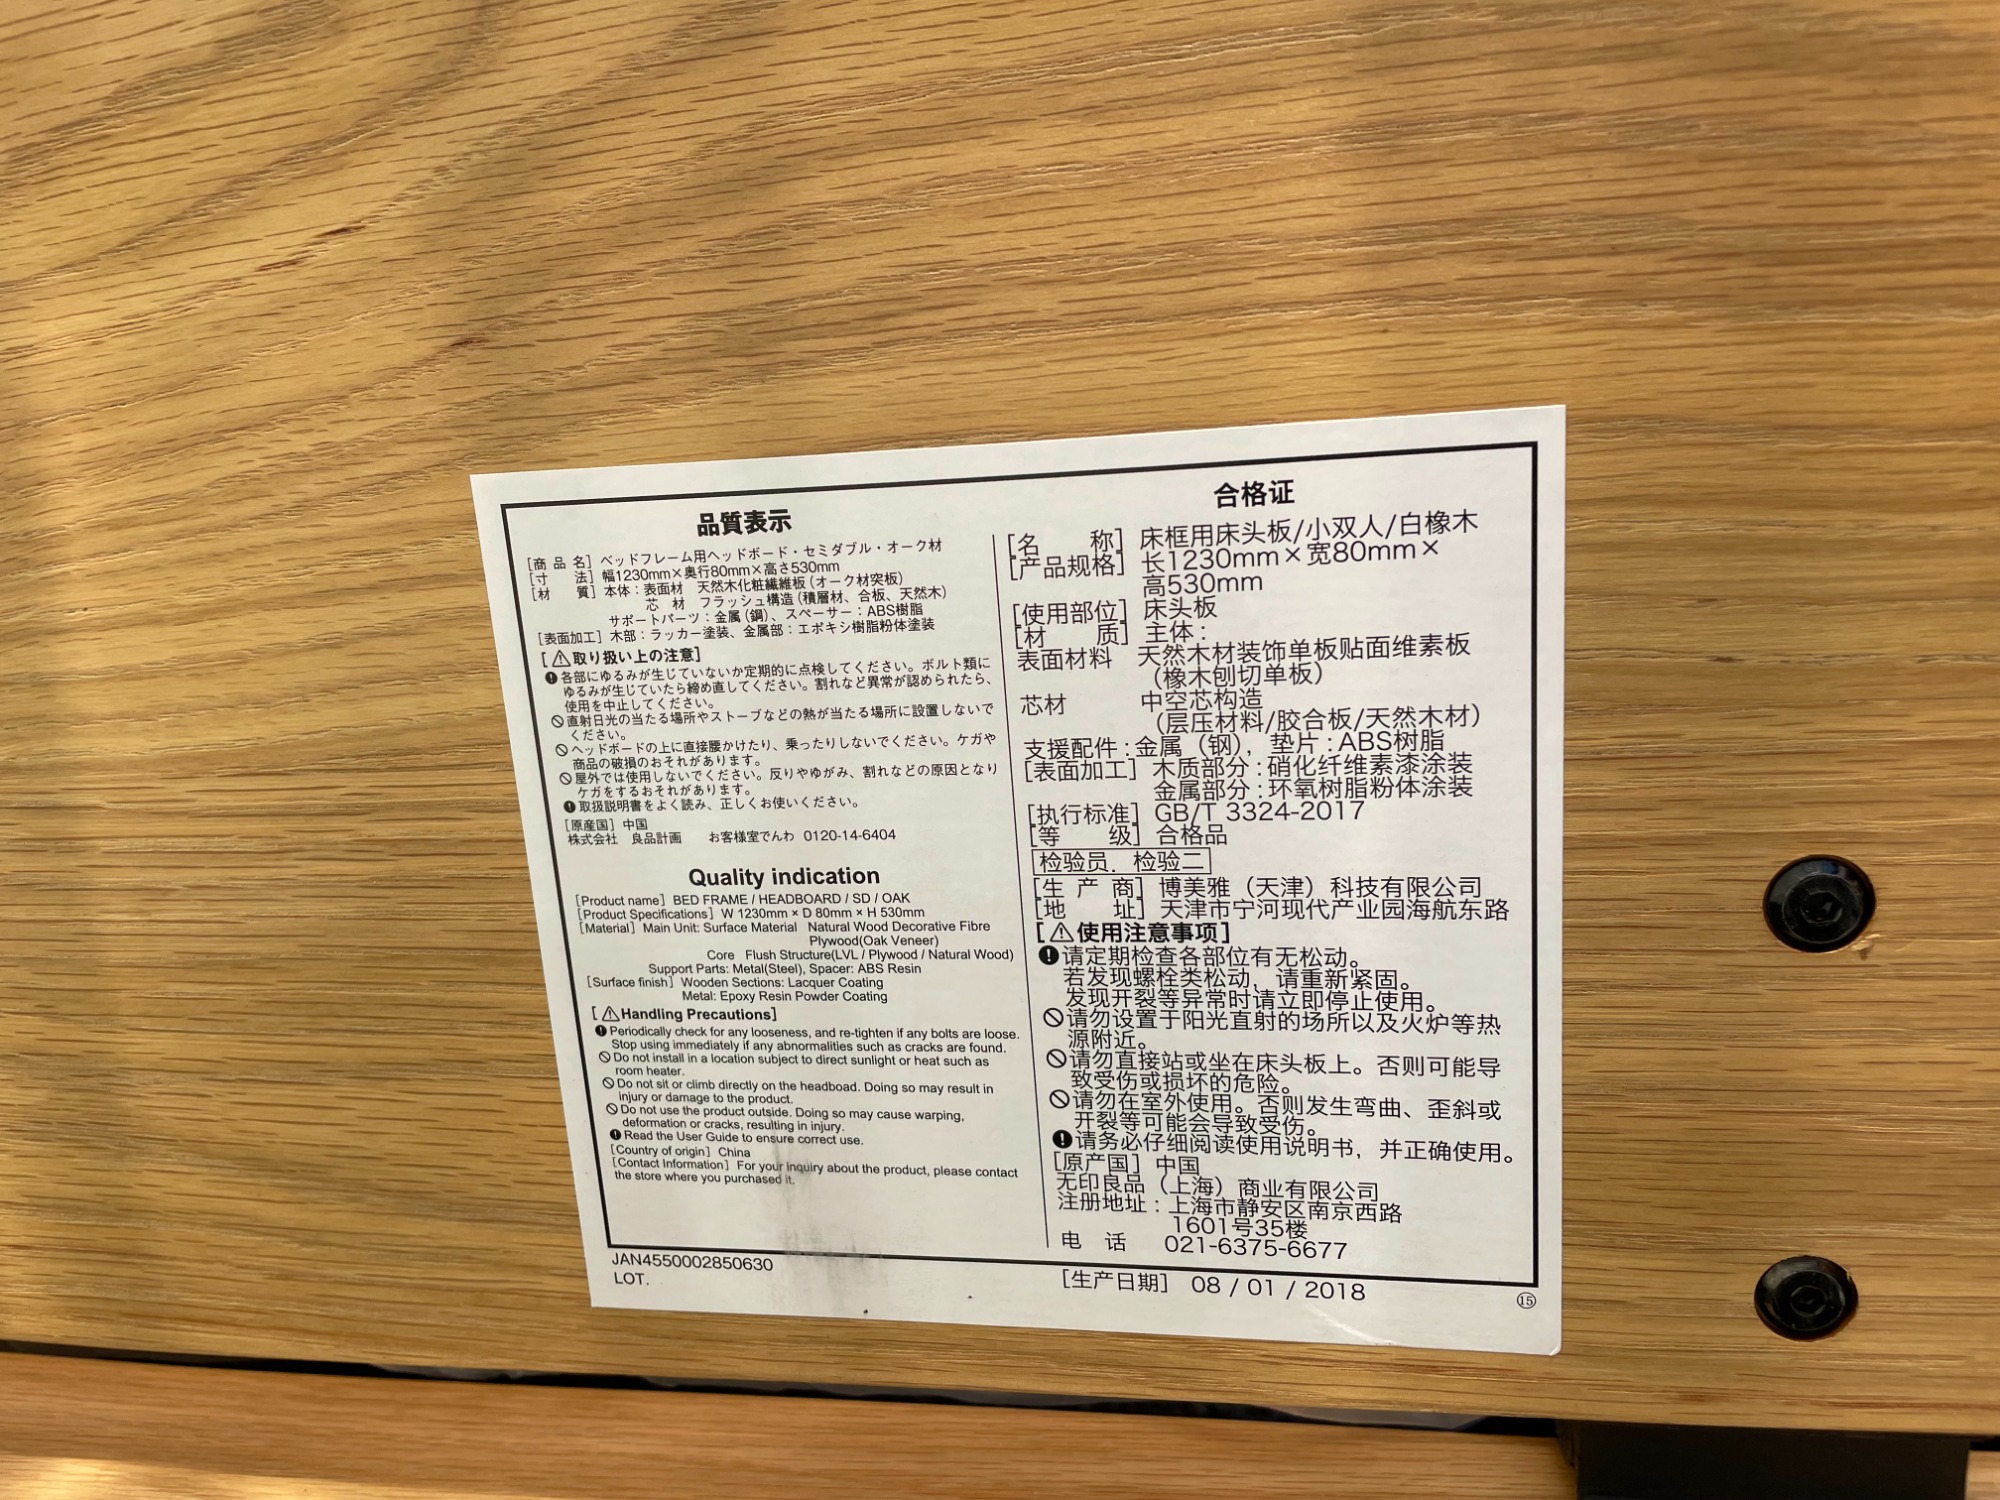 品質表示
[商品名] ベッドフレーム用ヘッドボード・セミダブル・オーク材
[寸　法] 幅1230mm×奥行80mm×高さ530mm
[材　質] 本体：表面材　天然木化粧繊維板(オーク材突板)
芯　材　フラッシュ構造(積層材、合板、天然木)
サポートパーツ：金属(鋼)、スペーサー：ABS樹脂
[表面加工] 木部：ラッカー塗装、金属部：エポキシ樹脂粉体塗装
[⚠取り扱い上の注意]
❗各部にゆるみが生じていないか定期的に点検してください。ボルト類に
ゆるみが生じていたら締め直してください。割れなど異常が認められたら、
使用を中止してください。
🚫直射日光の当たる場所やストーブなどの熱が当たる場所に設置しないで
ください。
🚫ヘッドボードの上に直接腰かけたり、乗ったりしないでください。ケガや
商品の破損のおそれがあります。
🚫屋外では使用しないでください。反りやゆがみ、割れなどの原因となり
ケガをするおそれがあります。
❗取扱説明書をよく読み、正しくお使いください。
[原産国] 中国
株式会社　良品計画　お客様室でんわ 0120-14-6404
Quality indication
[Product name] BED FRAME / HEADBOARD / SD / OAK
[Product Specifications] W 1230mm × D 80mm × H 530mm
[Material] Main Unit: Surface Material Natural Wood Decorative Fibre
Plywood(Oak Veneer)
Core Flush Structure(LVL / Plywood / Natural Wood)
Support Parts: Metal(Steel), Spacer: ABS Resin
[Surface finish] Wooden Sections: Lacquer Coating
Metal: Epoxy Resin Powder Coating
[⚠Handling Precautions]
❗Periodically check for any looseness, and re-tighten if any bolts are loose.
Stop using immediately if any abnormalities such as cracks are found.
🚫Do not install in a location subject to direct sunlight or heat such as
room heater.
🚫Do not sit or climb directly on the headboad. Doing so may result in
injury or damage to the product.
🚫Do not use the product outside. Doing so may cause warping,
deformation or cracks, resulting in injury.
❗Read the User Guide to ensure correct use.
[Country of origin] China
[Contact Information] For your inquiry about the product, please contact
the store where you purchased it.
合格证
[名　称] 床框用床头板/小双人/白橡木
[产品规格] 长1230mm×宽80mm×
高530mm
[使用部位] 床头板
[材　质] 主体：
表面材料　天然木材装饰单板贴面维素板
（橡木刨切单板）
芯材　中空芯构造
（层压材料/胶合板/天然木材）
支援配件：金属（钢），垫片：ABS树脂
[表面加工] 木质部分：硝化纤维素漆涂装
金属部分：环氧树脂粉体涂装
[执行标准] GB/T 3324-2017
[等　级] 合格品
检验员．检验二
[生产商] 博美雅（天津）科技有限公司
[地　址] 天津市宁河现代产业园海航东路
[⚠使用注意事项]
❗请定期检查各部位有无松动。
若发现螺栓类松动，请重新紧固。
发现开裂等异常时请立即停止使用。
🚫请勿设置于阳光直射的场所以及火炉等热
源附近。
🚫请勿直接站或坐在床头板上。否则可能导
致受伤或损坏的危险。
🚫请勿在室外使用。否则发生弯曲、歪斜或
开裂等可能会导致受伤。
❗请务必仔细阅读使用说明书，并正确使用。
[原产国] 中国
无印良品（上海）商业有限公司
注册地址：上海市静安区南京西路
1601号35楼
电　话　021-6375-6677
JAN4550002850630
LOT.
[生产日期] 08 / 01 / 2018
⑮